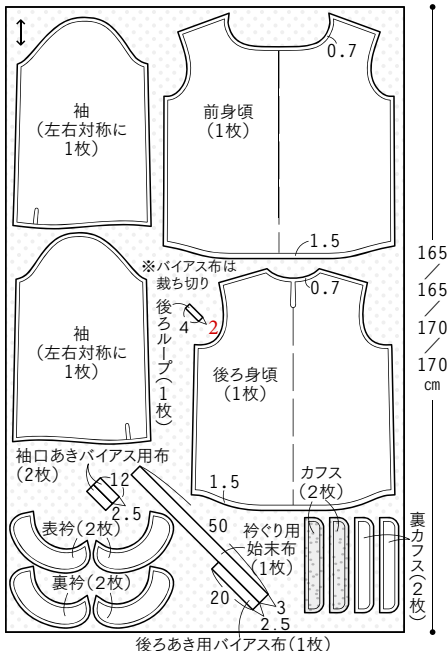 袖
(左右対称に
1枚)
前身頃
(1枚)
0.7
1.5
165
/
165
/
170
/
170
cm
※バイアス布は
裁ち切り
後ろループ(1枚)
4
2
0.7
袖
(左右対称に
1枚)
後ろ身頃
(1枚)
1.5
袖口あきバイアス用布
(2枚)
12
2.5
カフス
(2枚)
表衿(2枚)
裏衿(2枚)
50
衿ぐり用
始末布
(1枚)
20
3
2.5
裏カフス(2枚)
後ろあき用バイアス布(1枚)